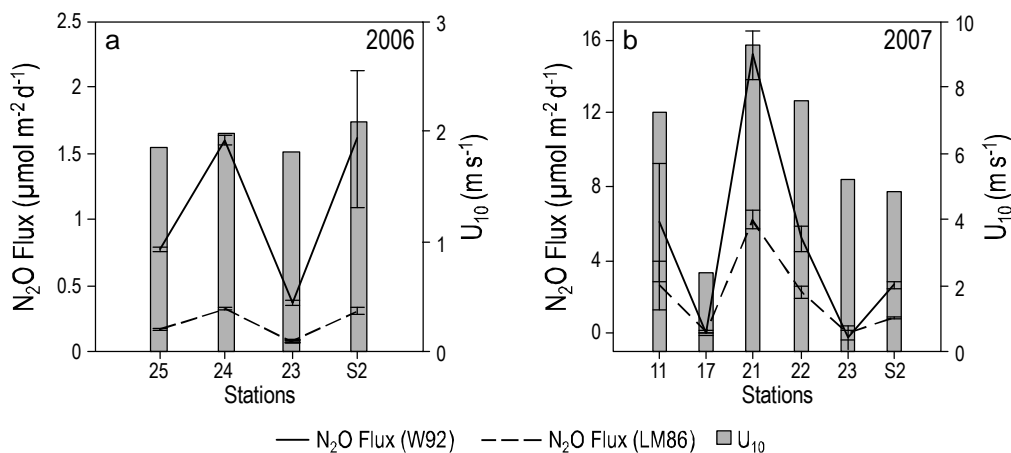 a
2006
N₂O Flux (µmol m⁻² d⁻¹)
2.5
2
1.5
1
0.5
0
3
2
1
0
U₁₀ (m s⁻¹)
25 24 23 S2
Stations
b
2007
N₂O Flux (µmol m⁻² d⁻¹)
16
12
8
4
0
10
8
6
4
2
0
U₁₀ (m s⁻¹)
11 17 21 22 23 S2
Stations
N₂O Flux (W92) N₂O Flux (LM86) U₁₀